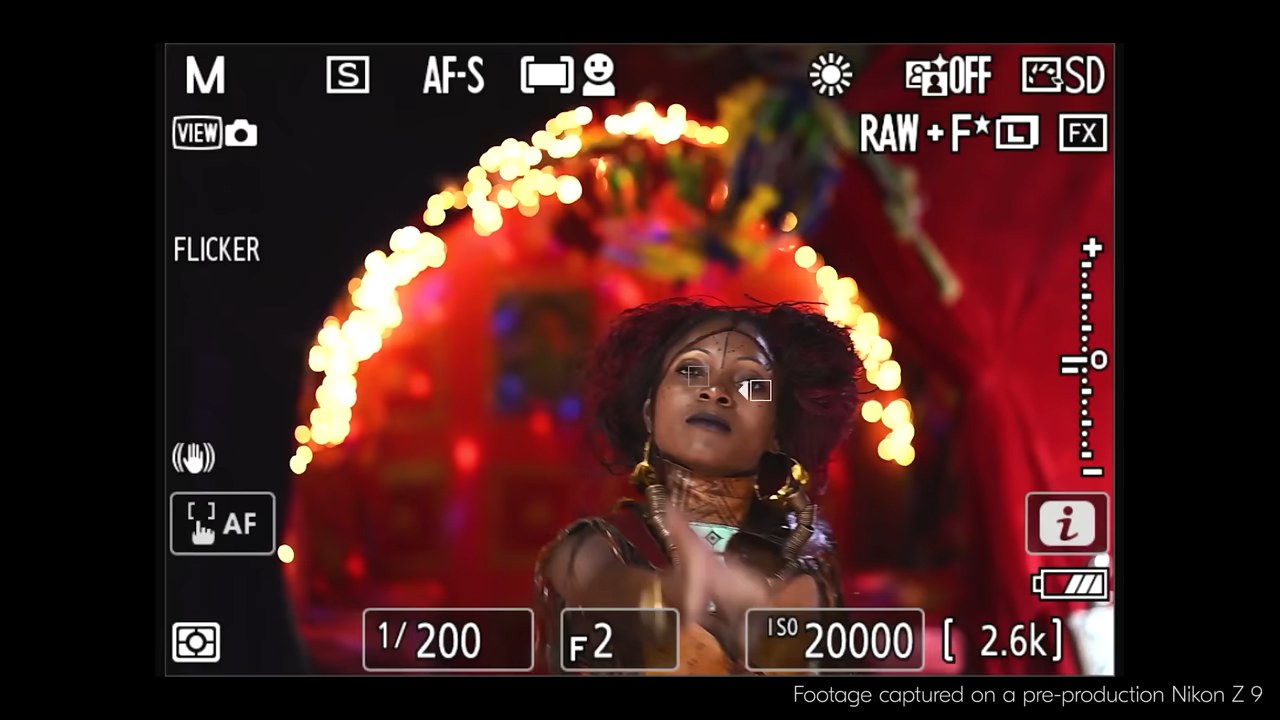 M S AF-S OFF SD
VIEW RAW + F★ L FX
FLICKER
AF i
1/200 F2 ISO 20000 [ 2.6k]
Footage captured on a pre-production Nikon Z 9